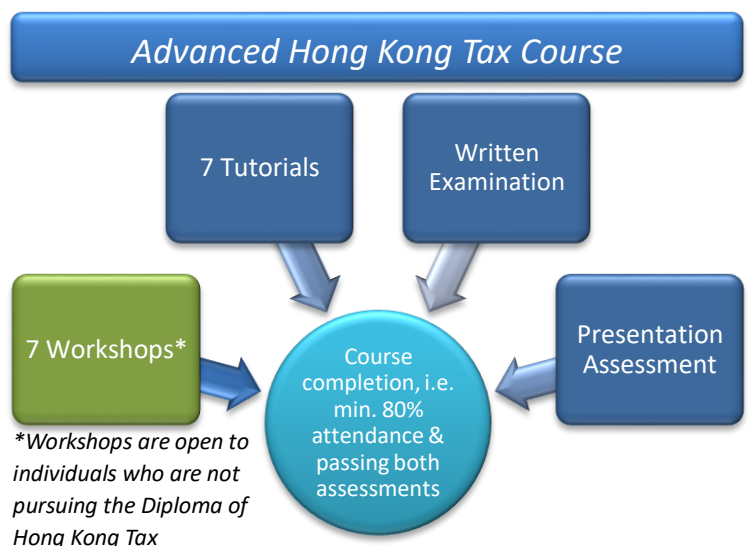 Advanced Hong Kong Tax Course
7 Tutorials
Written
Examination
7 Workshops*
Presentation
Assessment
Course
completion, i.e.
min. 80%
attendance &
passing both
assessments
*Workshops are open to
individuals who are not
pursuing the Diploma of
Hong Kong Tax